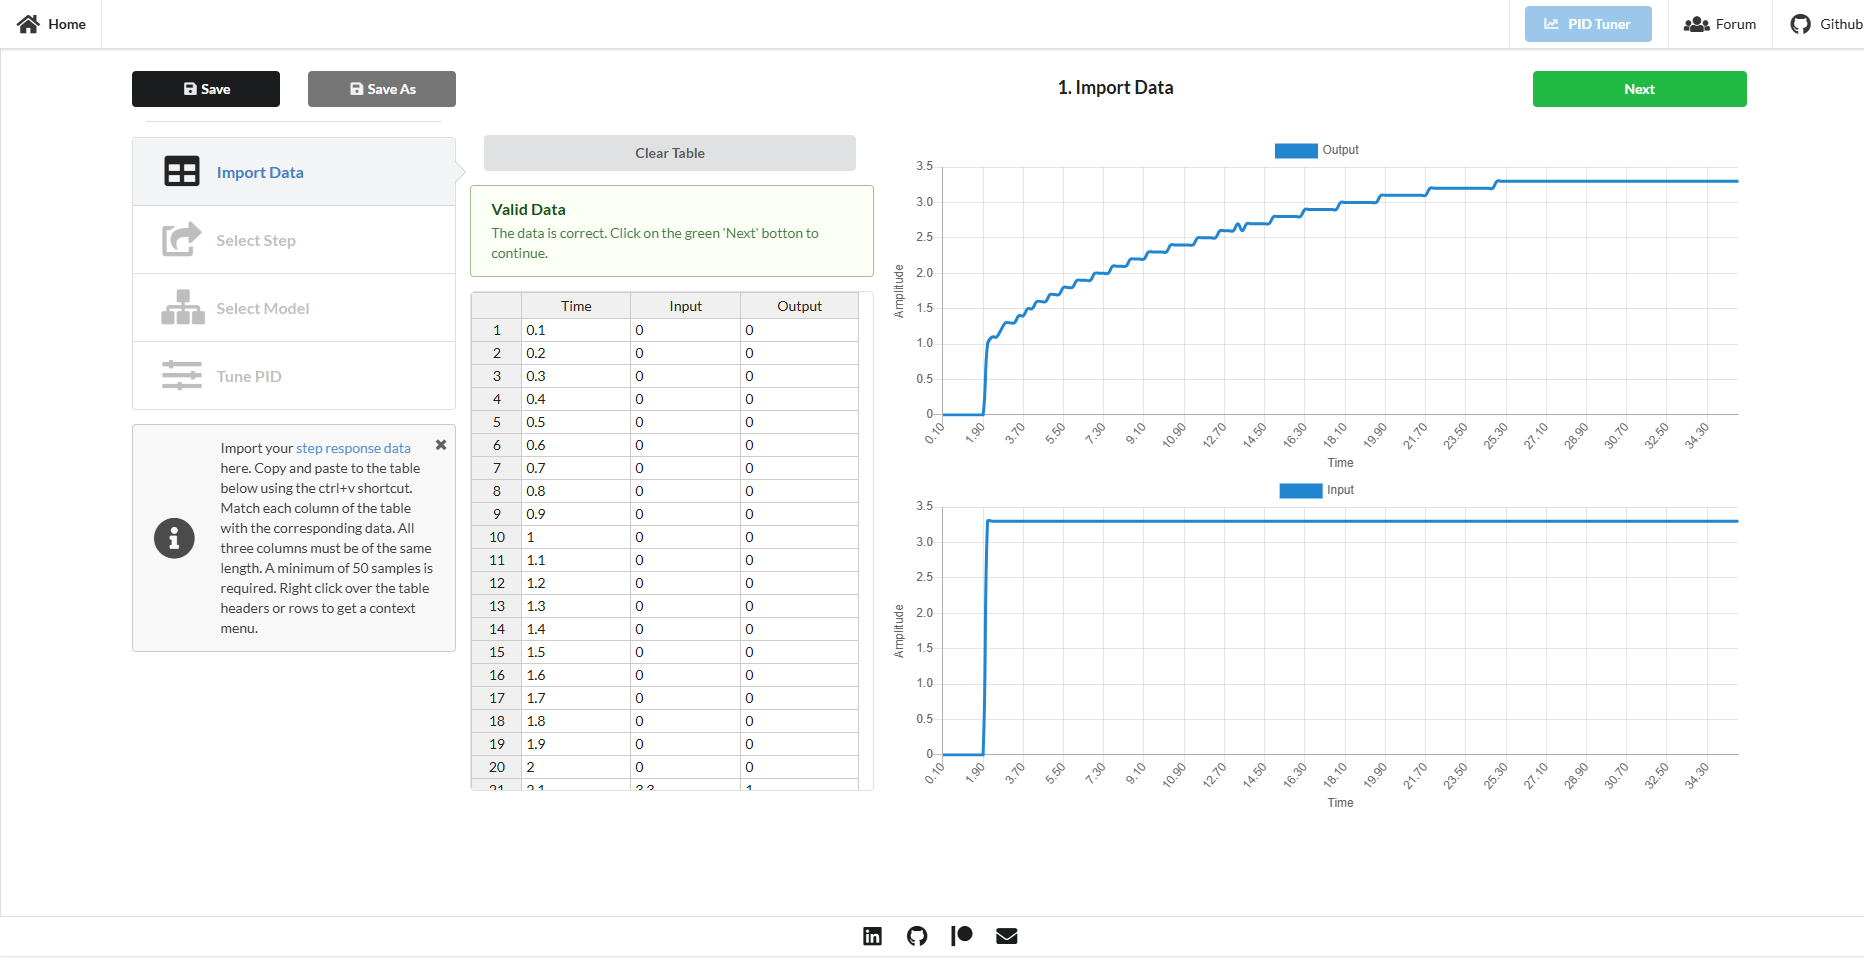 Home
PID Tuner
Forum
Github
Save
Save As
1. Import Data
Next
Import Data
Select Step
Select Model
Tune PID
Import your step response data
here. Copy and paste to the table
below using the ctrl+v shortcut.
Match each column of the table
with the corresponding data. All
three columns must be of the same
length. A minimum of 50 samples is
required. Right click over the table
headers or rows to get a context
menu.
Clear Table
Valid Data
The data is correct. Click on the green 'Next' botton to
continue.
Time Input Output
1 0.1 0 0
2 0.2 0 0
3 0.3 0 0
4 0.4 0 0
5 0.5 0 0
6 0.6 0 0
7 0.7 0 0
8 0.8 0 0
9 0.9 0 0
10 1 0 0
11 1.1 0 0
12 1.2 0 0
13 1.3 0 0
14 1.4 0 0
15 1.5 0 0
16 1.6 0 0
17 1.7 0 0
18 1.8 0 0
19 1.9 0 0
20 2 0 0
21 2.1 3.3 1
Output
3.5
3.0
2.5
2.0
1.5
1.0
0.5
0
Amplitude
0.10 1.90 3.70 5.50 7.30 9.10 10.90 12.70 14.50 16.30 18.10 19.90 21.70 23.50 25.30 27.10 28.90 30.70 32.50 34.30
Time
Input
3.5
3.0
2.5
2.0
1.5
1.0
0.5
0
Amplitude
0.10 1.90 3.70 5.50 7.30 9.10 10.90 12.70 14.50 16.30 18.10 19.90 21.70 23.50 25.30 27.10 28.90 30.70 32.50 34.30
Time